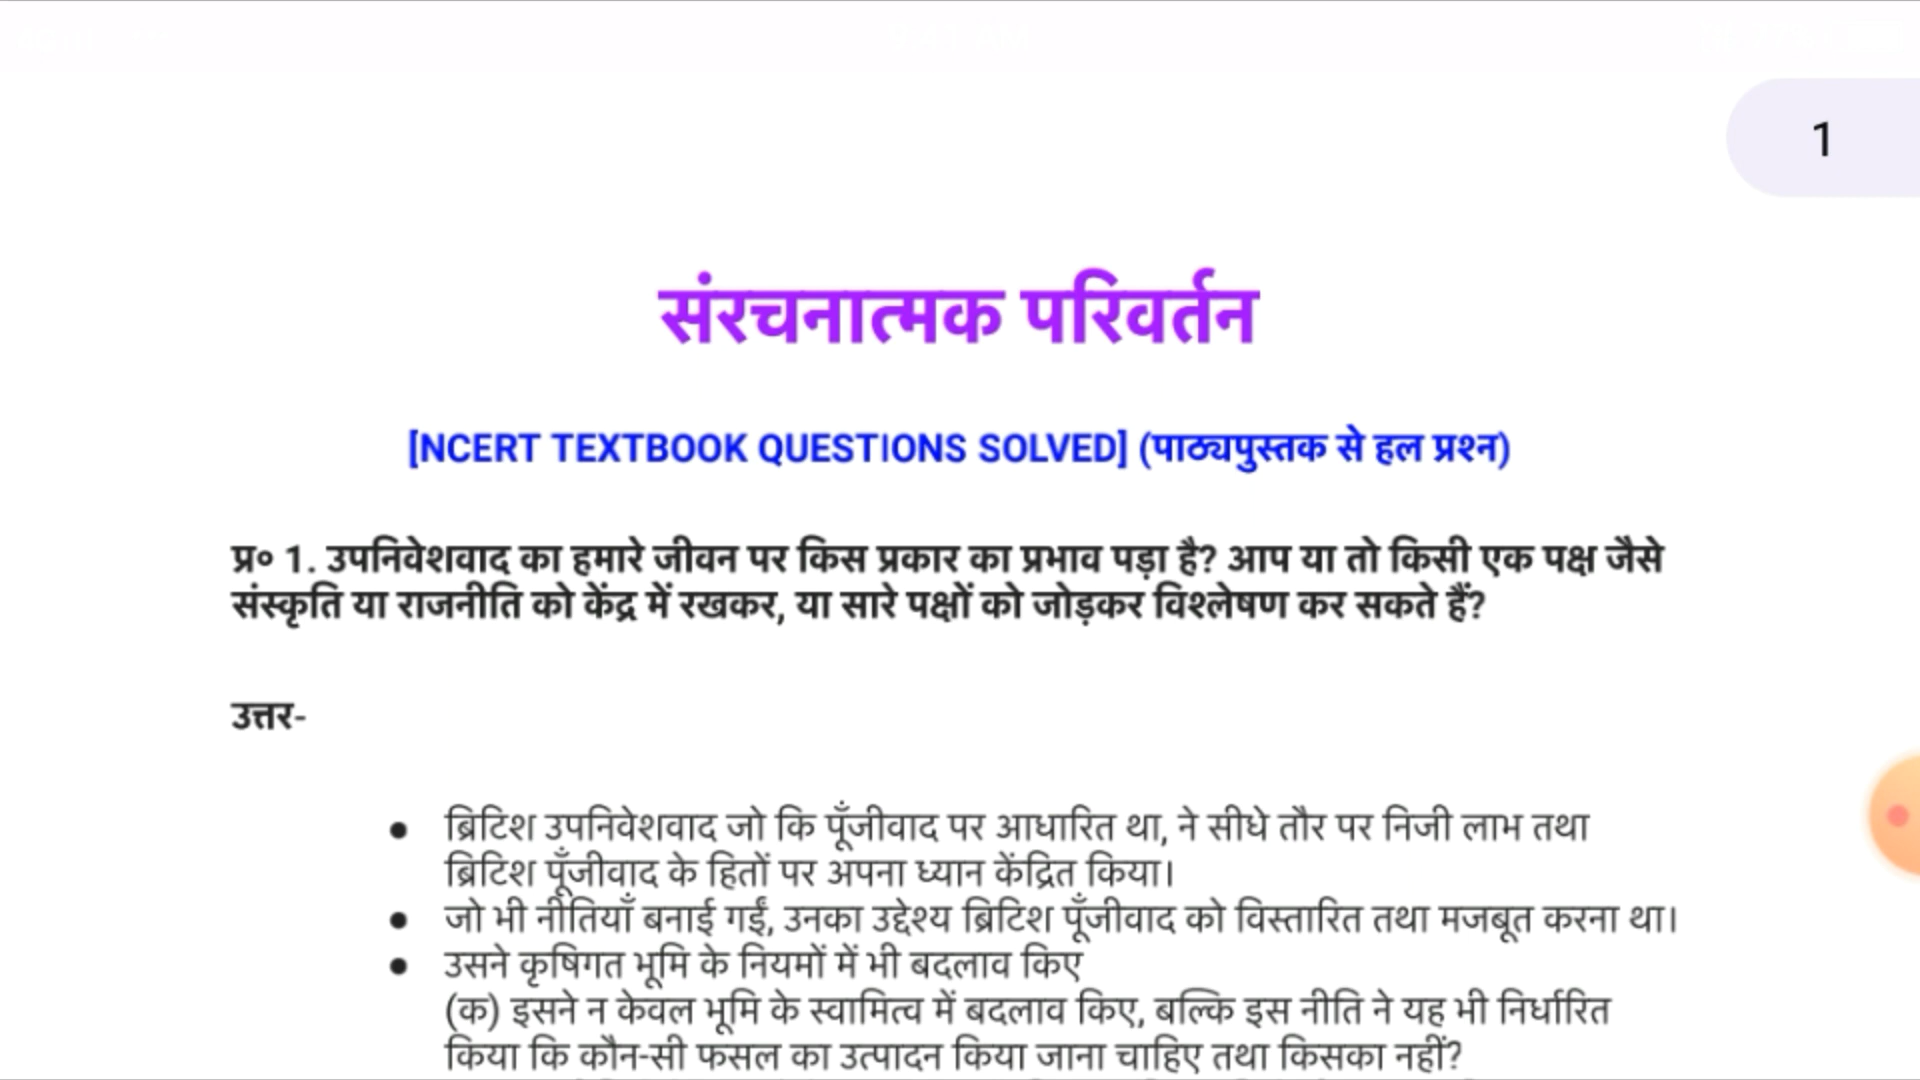 1
संरचनात्मक परिवर्तन
[NCERT TEXTBOOK QUESTIONS SOLVED] (पाठ्यपुस्तक से हल प्रश्न)
प्र० 1. उपनिवेशवाद का हमारे जीवन पर किस प्रकार का प्रभाव पड़ा है? आप या तो किसी एक पक्ष जैसे
संस्कृति या राजनीति को केंद्र में रखकर, या सारे पक्षों को जोड़कर विश्लेषण कर सकते हैं?
उत्तर-
● ब्रिटिश उपनिवेशवाद जो कि पूँजीवाद पर आधारित था, ने सीधे तौर पर निजी लाभ तथा
ब्रिटिश पूँजीवाद के हितों पर अपना ध्यान केंद्रित किया।
● जो भी नीतियाँ बनाई गईं, उनका उद्देश्य ब्रिटिश पूँजीवाद को विस्तारित तथा मजबूत करना था।
● उसने कृषिगत भूमि के नियमों में भी बदलाव किए
(क) इसने न केवल भूमि के स्वामित्व में बदलाव किए, बल्कि इस नीति ने यह भी निर्धारित
किया कि कौन-सी फसल का उत्पादन किया जाना चाहिए तथा किसका नहीं?